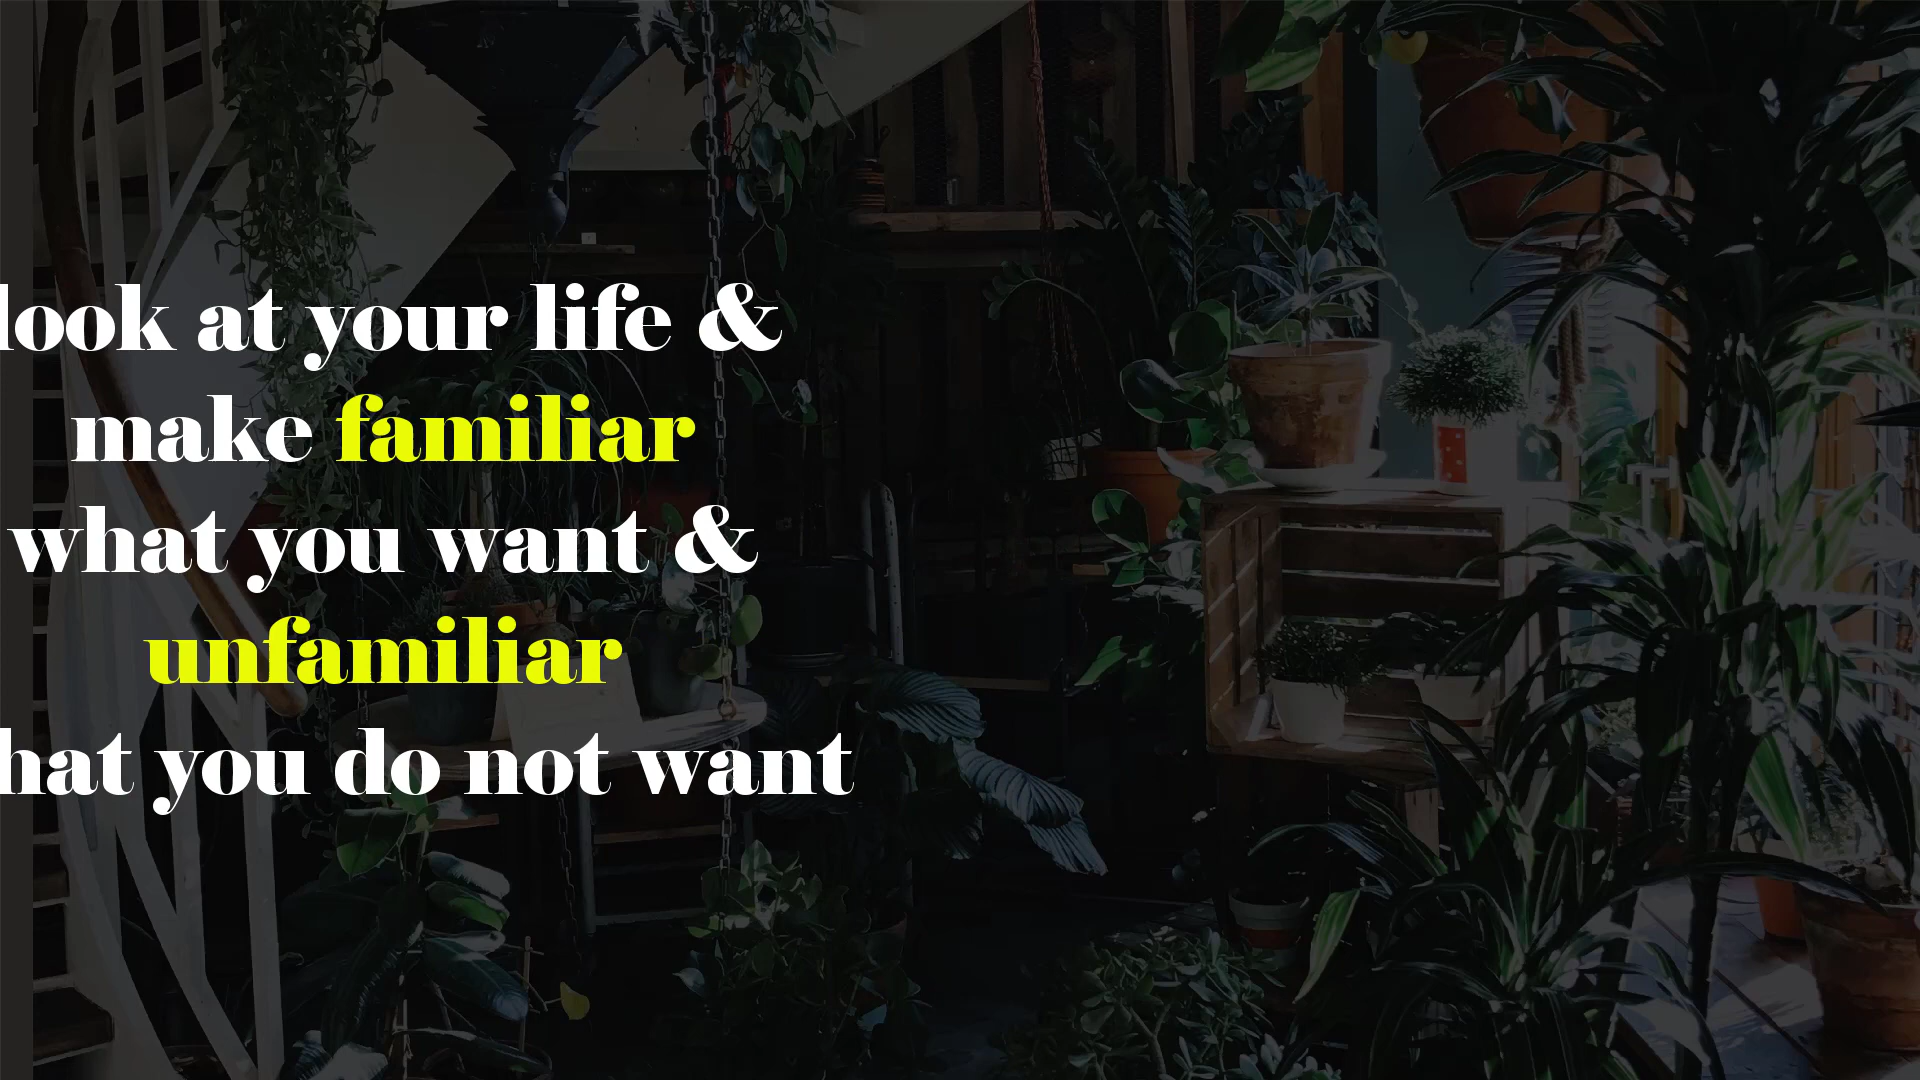 look at your life &
make familiar
what you want &
unfamiliar
hat you do not want